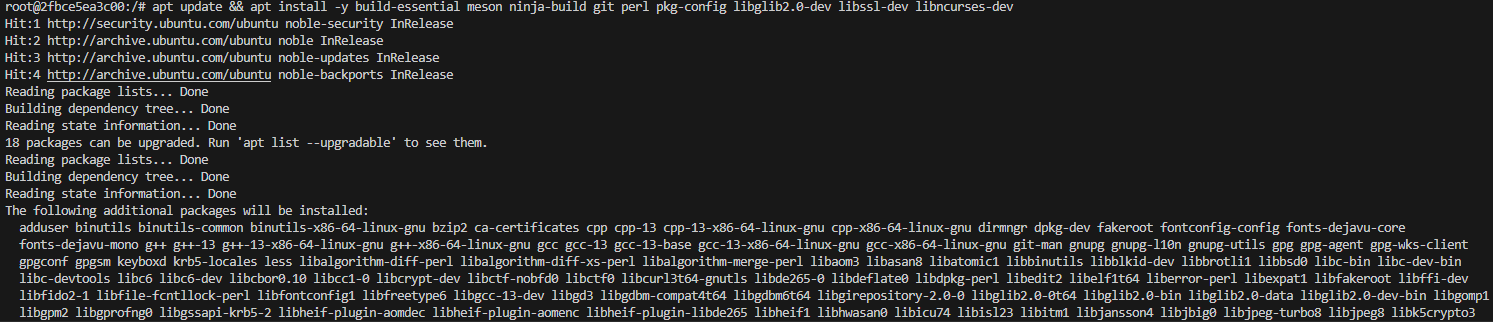 root@2fbce5ea3c00:/# apt update && apt install -y build-essential meson ninja-build git perl pkg-config libglib2.0-dev libssl-dev libncurses-dev
Hit:1 http://security.ubuntu.com/ubuntu noble-security InRelease
Hit:2 http://archive.ubuntu.com/ubuntu noble InRelease
Hit:3 http://archive.ubuntu.com/ubuntu noble-updates InRelease
Hit:4 http://archive.ubuntu.com/ubuntu noble-backports InRelease
Reading package lists... Done
Building dependency tree... Done
Reading state information... Done
18 packages can be upgraded. Run 'apt list --upgradable' to see them.
Reading package lists... Done
Building dependency tree... Done
Reading state information... Done
The following additional packages will be installed:
  adduser binutils binutils-common binutils-x86-64-linux-gnu bzip2 ca-certificates cpp cpp-13 cpp-13-x86-64-linux-gnu cpp-x86-64-linux-gnu dirmngr dpkg-dev fakeroot fontconfig-config fonts-dejavu-core
  fonts-dejavu-mono g++ g++-13 g++-13-x86-64-linux-gnu g++-x86-64-linux-gnu gcc gcc-13 gcc-13-base gcc-13-x86-64-linux-gnu gcc-x86-64-linux-gnu git-man gnupg gnupg-l10n gnupg-utils gpg gpg-agent gpg-wks-client
  gpgconf gpgsm keyboxd krb5-locales less libalgorithm-diff-perl libalgorithm-diff-xs-perl libalgorithm-merge-perl libaom3 libasan8 libatomic1 libbinutils libblkid-dev libbrotli1 libbsd0 libc-bin libc-dev-bin
  libc-devtools libc6 libc6-dev libcbor0.10 libcc1-0 libcrypt-dev libctf-nobfd0 libctf0 libcurl3t64-gnutls libde265-0 libdeflate0 libdpkg-perl libedit2 libelf1t64 liberror-perl libexpat1 libfakeroot libffi-dev
  libfido2-1 libfile-fcntllock-perl libfontconfig1 libfreetype6 libgcc-13-dev libgd3 libgdbm-compat4t64 libgdbm6t64 libgirepository-2.0-0 libglib2.0-0t64 libglib2.0-bin libglib2.0-data libglib2.0-dev-bin libgomp1
  libgpm2 libgprofng0 libgssapi-krb5-2 libheif-plugin-aomdec libheif-plugin-aomenc libheif-plugin-libde265 libheif1 libhwasan0 libicu74 libisl23 libitm1 libjansson4 libjbig0 libjpeg-turbo8 libjpeg8 libk5crypto3